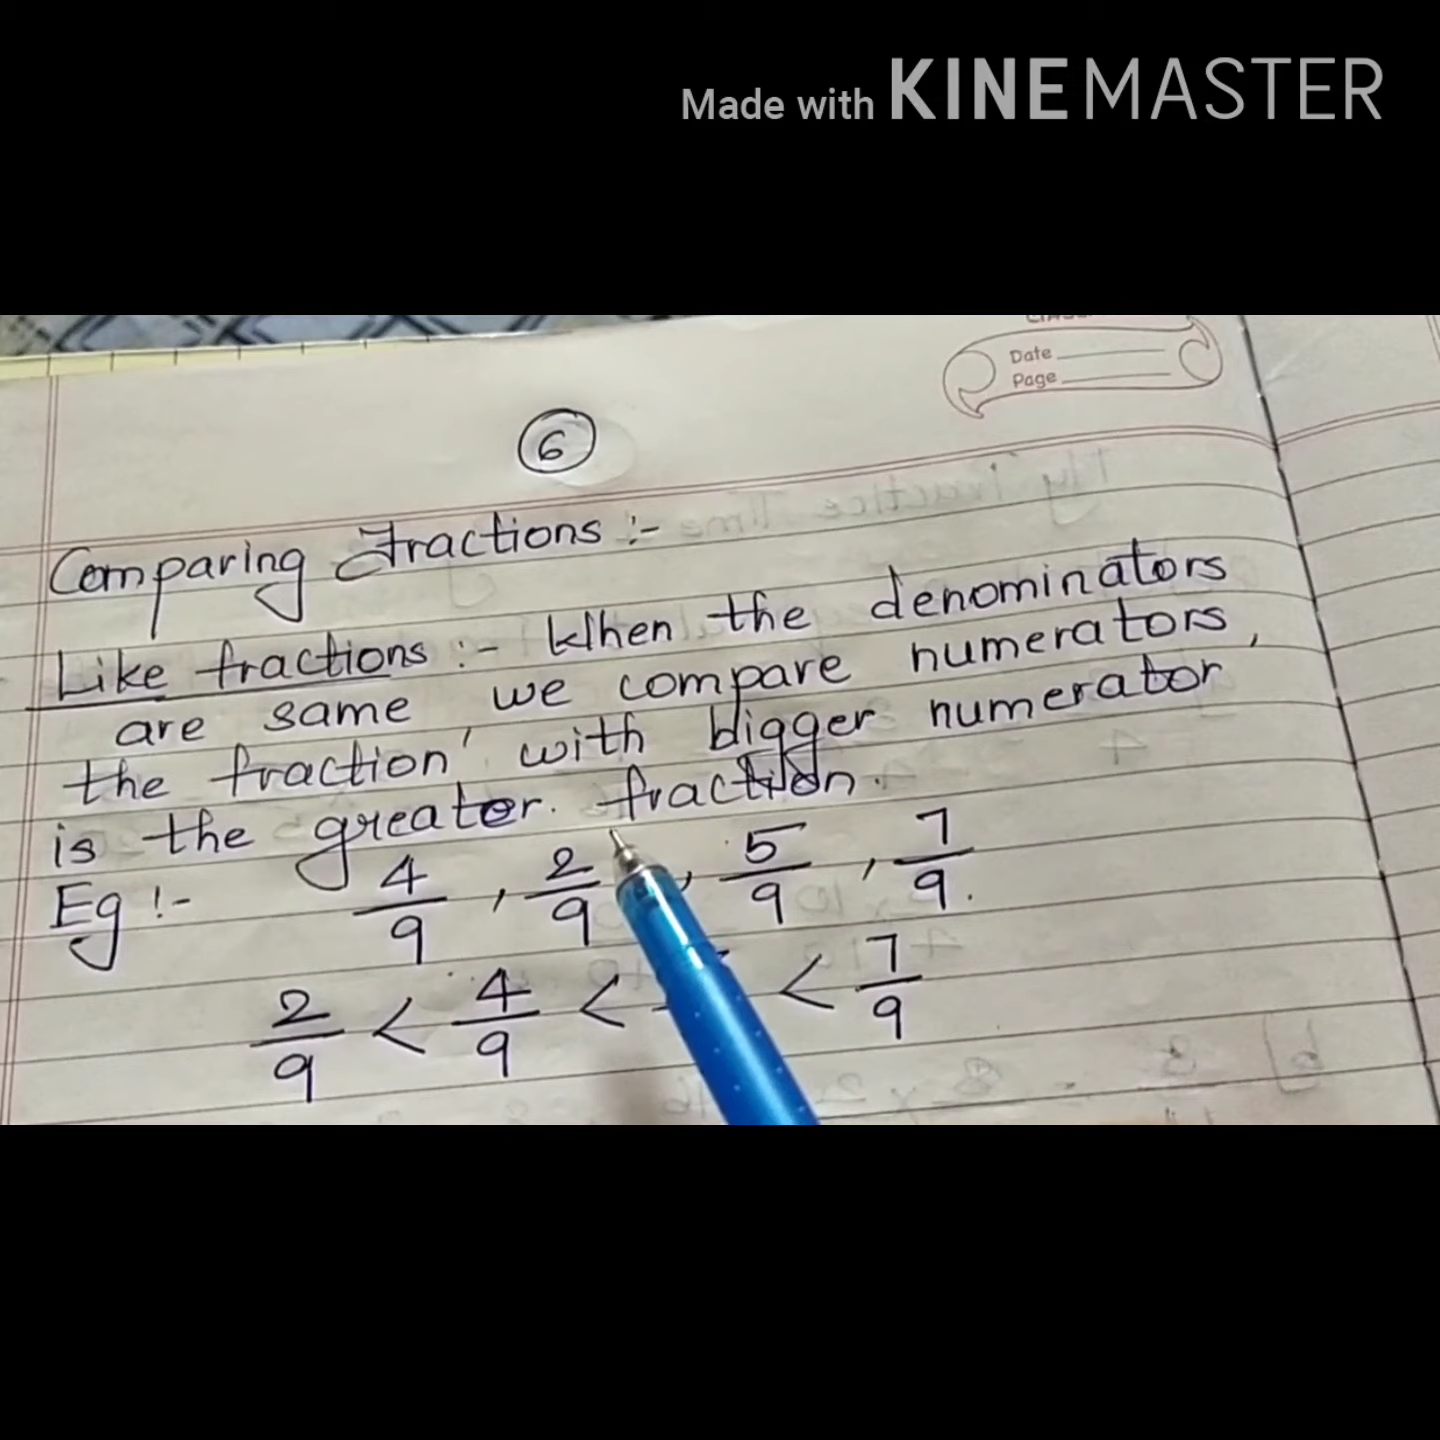 Made with KINEMASTER
Date
Page
6
Comparing Fractions :-
Like fractions :- When the denominators
are same we compare numerators,
the fraction' with bigger numerator
is the greater. fraction.
Eg :- 4/9 , 2/9 , 5/9 , 7/9.
2/9 < 4/9 < < 7/9